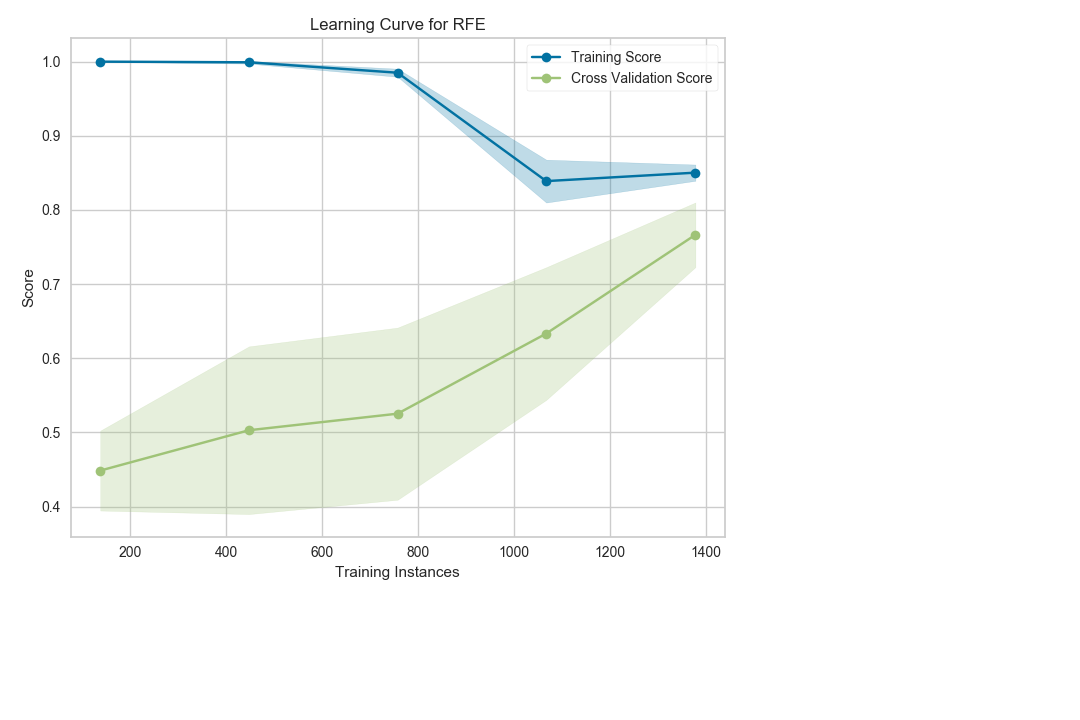 Learning Curve for RFE
Training Score
Cross Validation Score
1.0
0.9
0.8
0.7
0.6
0.5
0.4
Score
200 400 600 800 1000 1200 1400
Training Instances